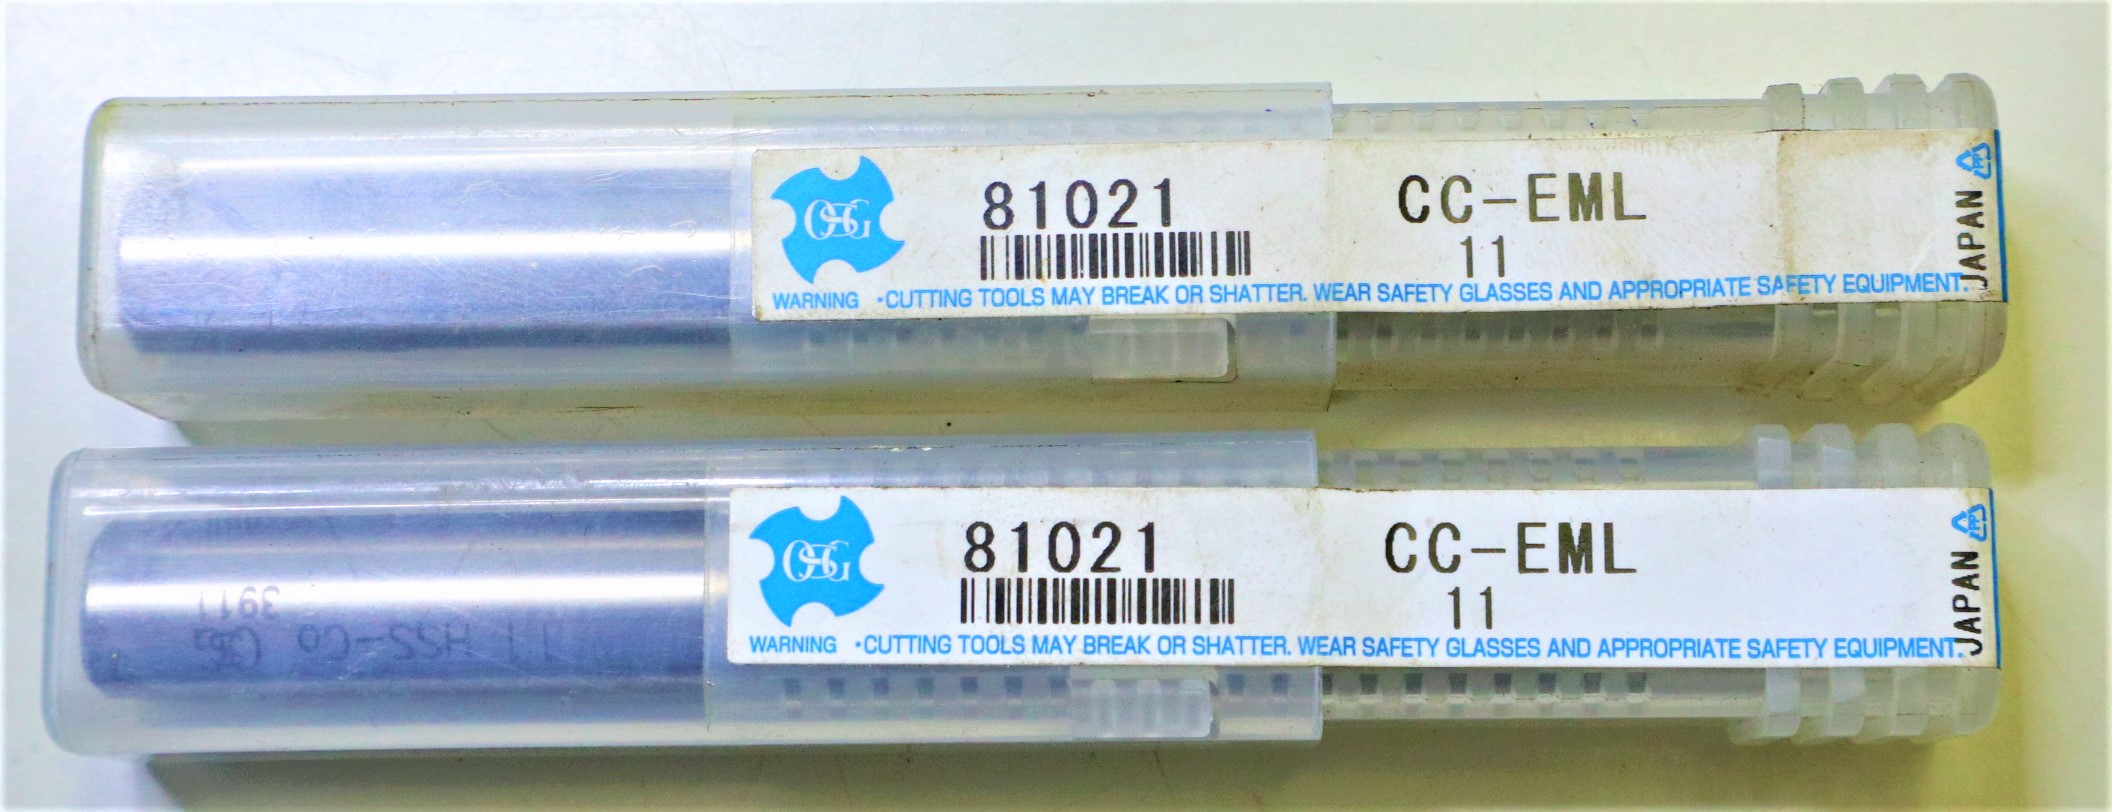 OSG
81021
CC-EML
11
WARNING ・CUTTING TOOLS MAY BREAK OR SHATTER. WEAR SAFETY GLASSES AND APPROPRIATE SAFETY EQUIPMENT.
PP
JAPAN
OSG
81021
CC-EML
11
WARNING ・CUTTING TOOLS MAY BREAK OR SHATTER. WEAR SAFETY GLASSES AND APPROPRIATE SAFETY EQUIPMENT.
PP
JAPAN
11 HSS-Co OSG
3911